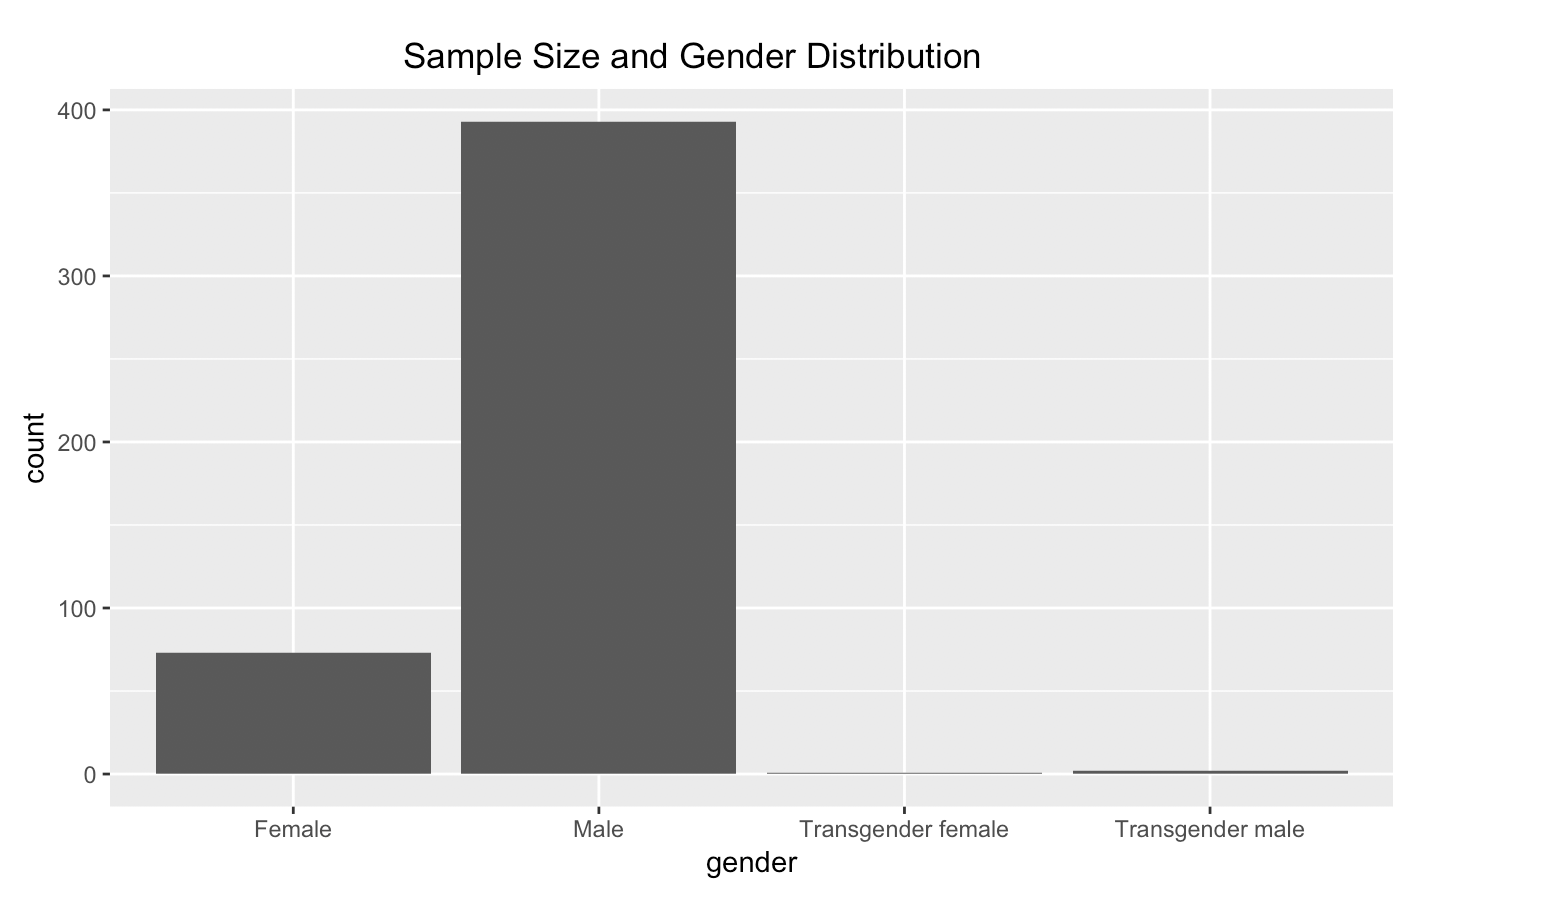 Sample Size and Gender Distribution
400
300
200
100
0
count
Female Male Transgender female Transgender male
gender